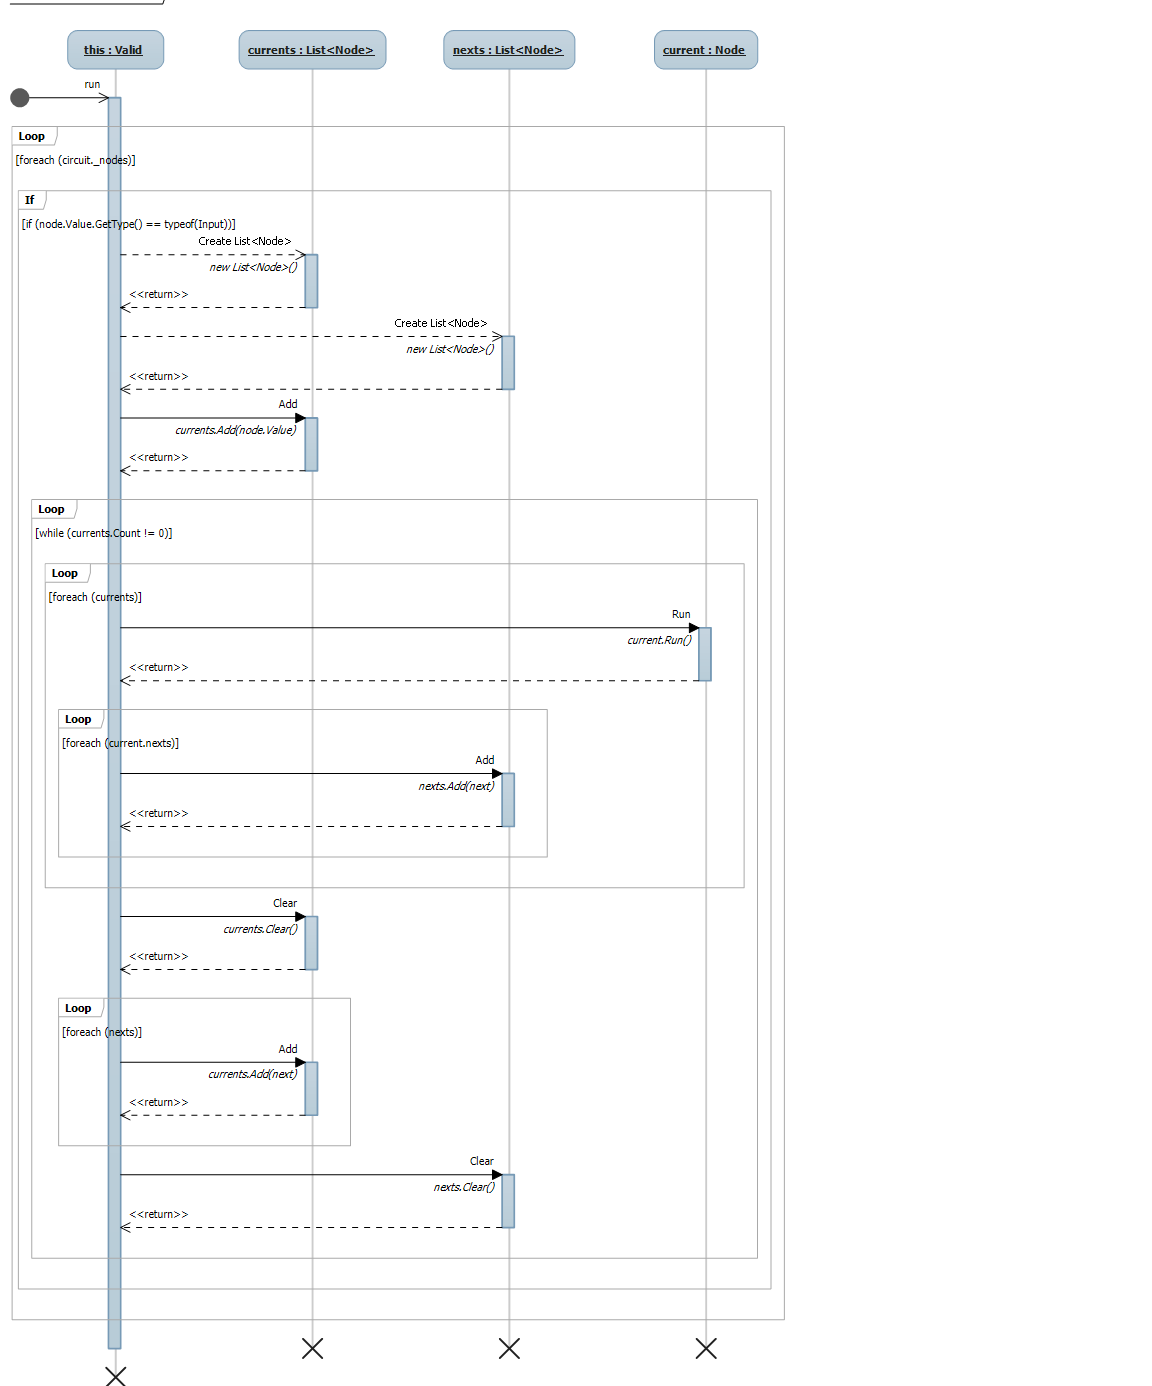 this : Valid
currents : List<Node>
nexts : List<Node>
current : Node
run
Loop
[foreach (circuit._nodes)]
If
[if (node.Value.GetType() == typeof(Input))]
Create List<Node>
new List<Node>()
<<return>>
Create List<Node>
new List<Node>()
<<return>>
Add
currents.Add(node.Value)
<<return>>
Loop
[while (currents.Count != 0)]
Loop
[foreach (currents)]
Run
current.Run()
<<return>>
Loop
[foreach (current.nexts)]
Add
nexts.Add(next)
<<return>>
Clear
currents.Clear()
<<return>>
Loop
[foreach (nexts)]
Add
currents.Add(next)
<<return>>
Clear
nexts.Clear()
<<return>>